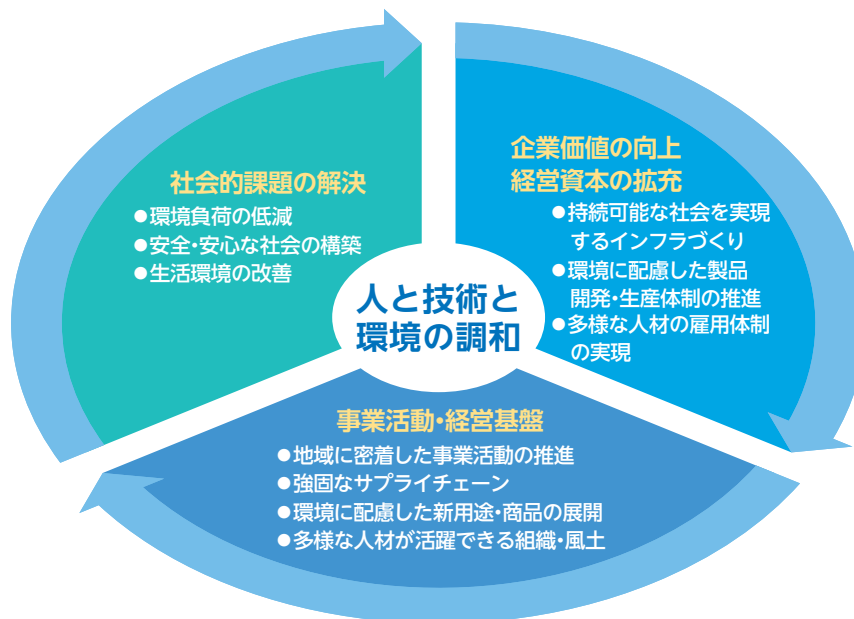 社会的課題の解決
●環境負荷の低減
●安全・安心な社会の構築
●生活環境の改善
企業価値の向上
経営資本の拡充
●持続可能な社会を実現
するインフラづくり
●環境に配慮した製品
開発・生産体制の推進
●多様な人材の雇用体制
の実現
人と技術と
環境の調和
事業活動・経営基盤
●地域に密着した事業活動の推進
●強固なサプライチェーン
●環境に配慮した新用途・商品の展開
●多様な人材が活躍できる組織・風土